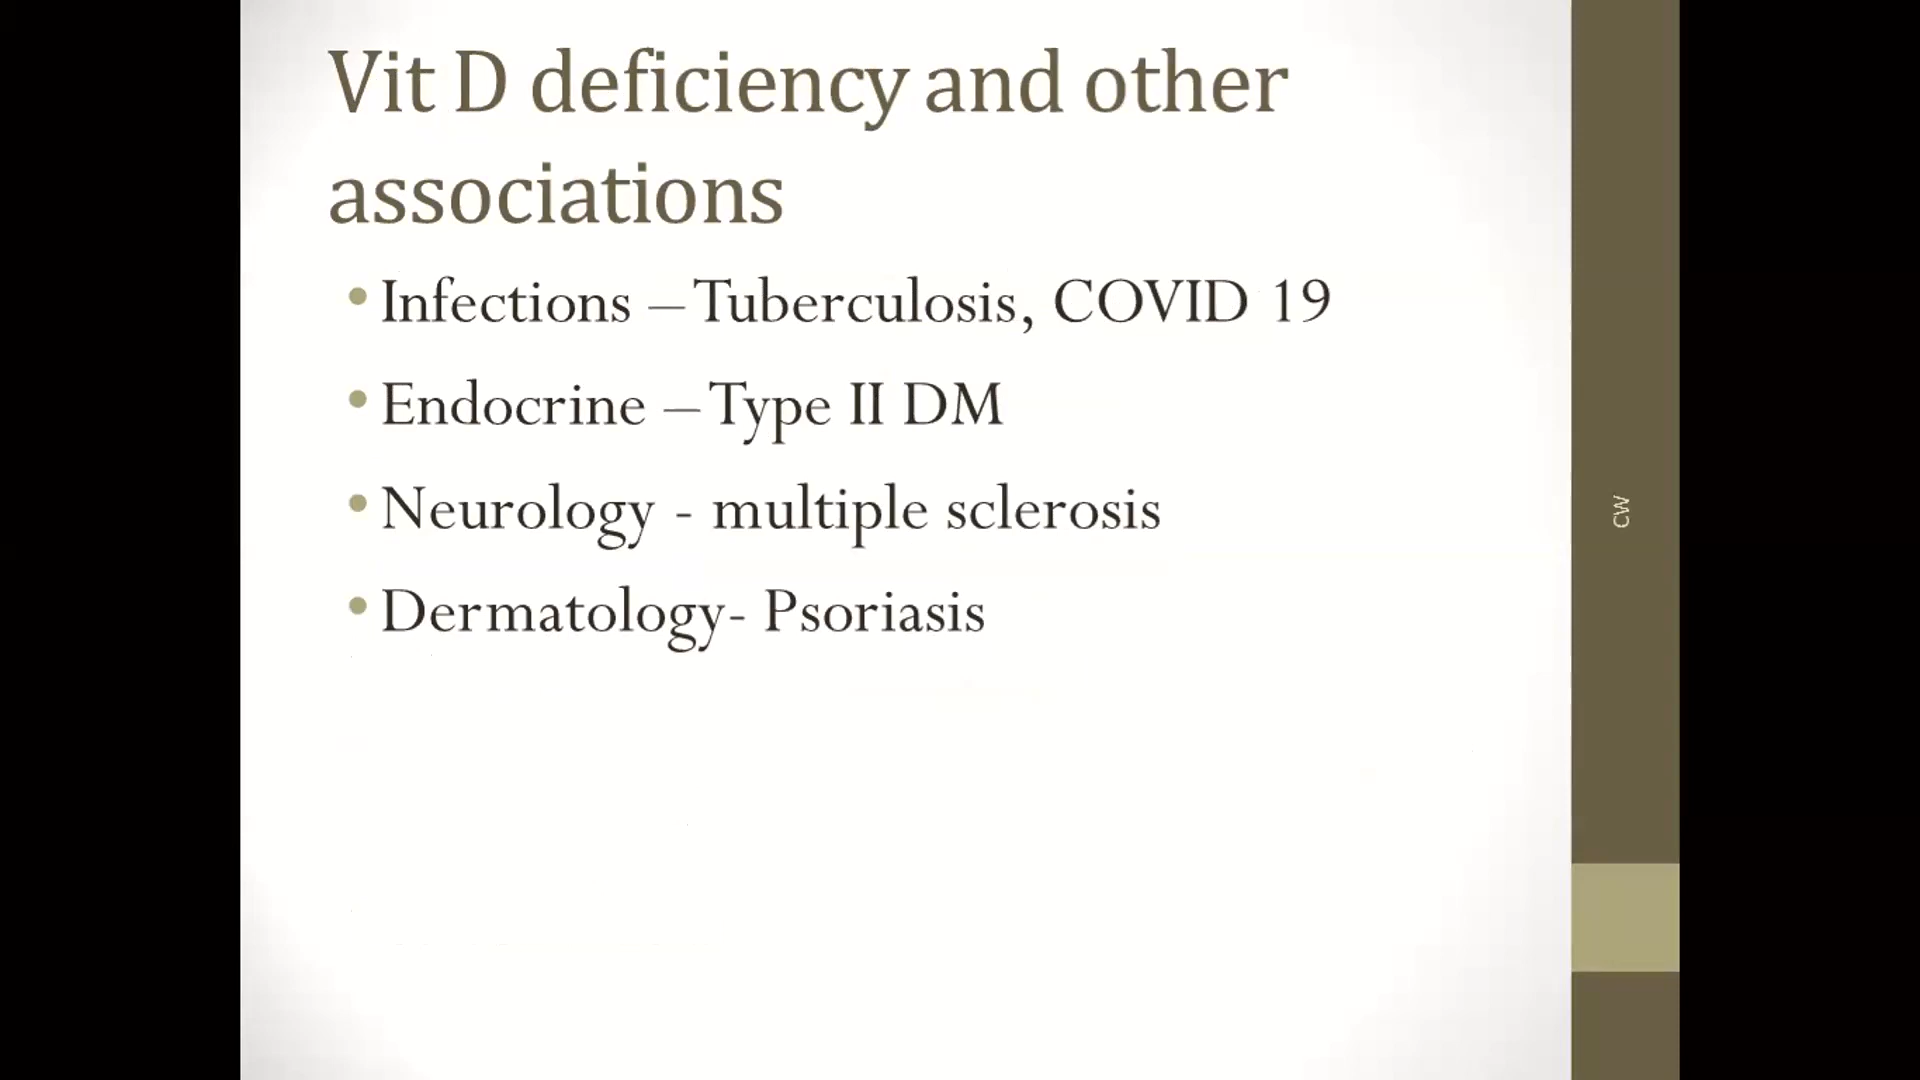 Vit D deficiency and other
associations
• Infections – Tuberculosis, COVID 19
• Endocrine – Type II DM
• Neurology - multiple sclerosis
• Dermatology- Psoriasis
CW